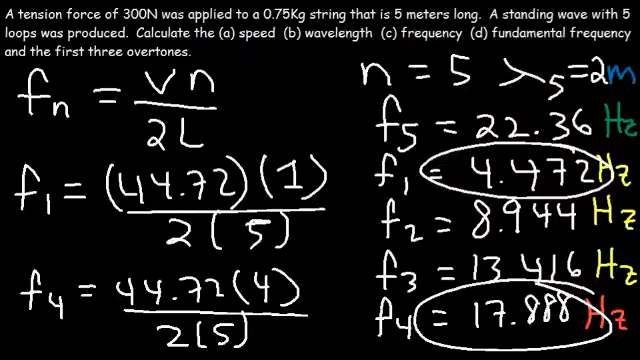 A tension force of 300N was applied to a 0.75Kg string that is 5 meters long. A standing wave with 5
loops was produced. Calculate the (a) speed (b) wavelength (c) frequency (d) fundamental frequency
and the first three overtones.
fn = vn / 2L
f1 = (44.72)(1) / 2(5)
f4 = 44.72(4) / 2(5)
n = 5 λ5 = 2m
f5 = 22.36 Hz
f1 = 4.472 Hz
f2 = 8.944 Hz
f3 = 13.416 Hz
f4 = 17.888 Hz